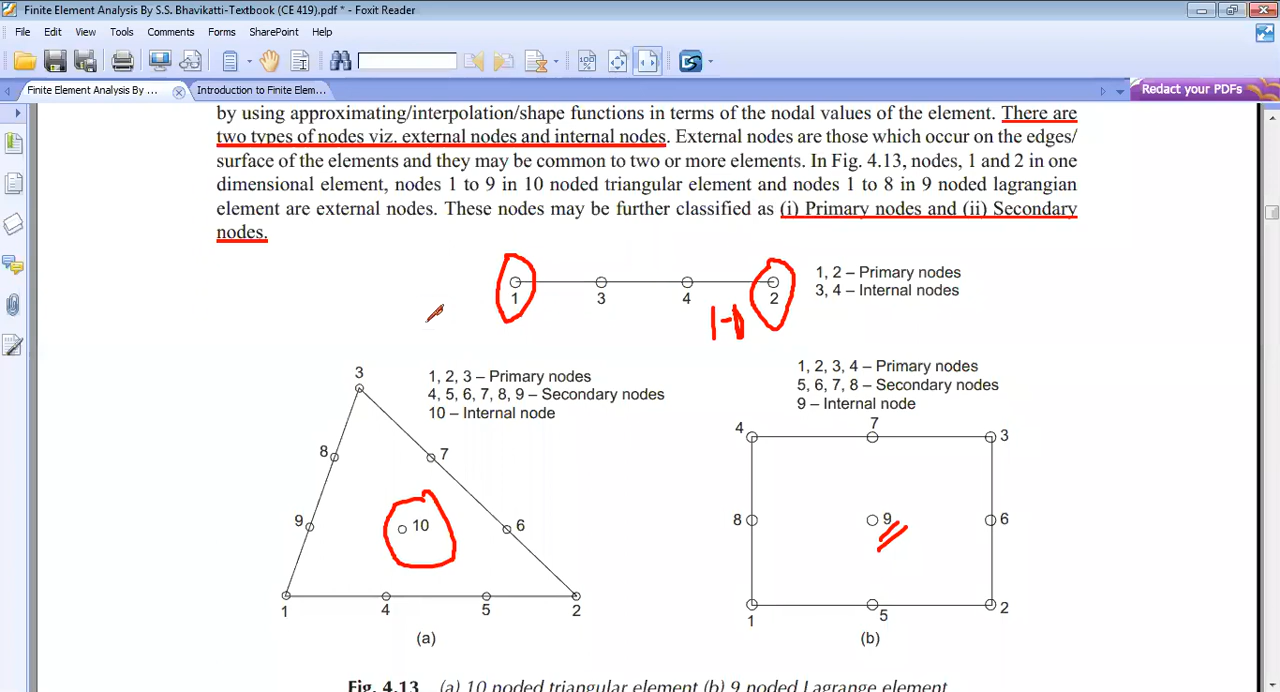 Finite Element Analysis By S.S. Bhavikatti-Textbook (CE 419).pdf * - Foxit Reader
File Edit View Tools Comments Forms SharePoint Help
Finite Element Analysis By ... Introduction to Finite Elem... Redact your PDFs
by using approximating/interpolation/shape functions in terms of the nodal values of the element. There are
two types of nodes viz. external nodes and internal nodes. External nodes are those which occur on the edges/
surface of the elements and they may be common to two or more elements. In Fig. 4.13, nodes, 1 and 2 in one
dimensional element, nodes 1 to 9 in 10 noded triangular element and nodes 1 to 8 in 9 noded lagrangian
element are external nodes. These nodes may be further classified as (i) Primary nodes and (ii) Secondary
nodes.
1 3 4 2
1, 2 – Primary nodes
3, 4 – Internal nodes
1-D
3
1, 2, 3 – Primary nodes
4, 5, 6, 7, 8, 9 – Secondary nodes
10 – Internal node
8 7
9 10 6
1 4 5 2
(a)
1, 2, 3, 4 – Primary nodes
5, 6, 7, 8 – Secondary nodes
9 – Internal node
4 7 3
8 9 6
1 5 2
(b)
Fig. 4.13 (a) 10 noded triangular element (b) 9 noded Lagrange element